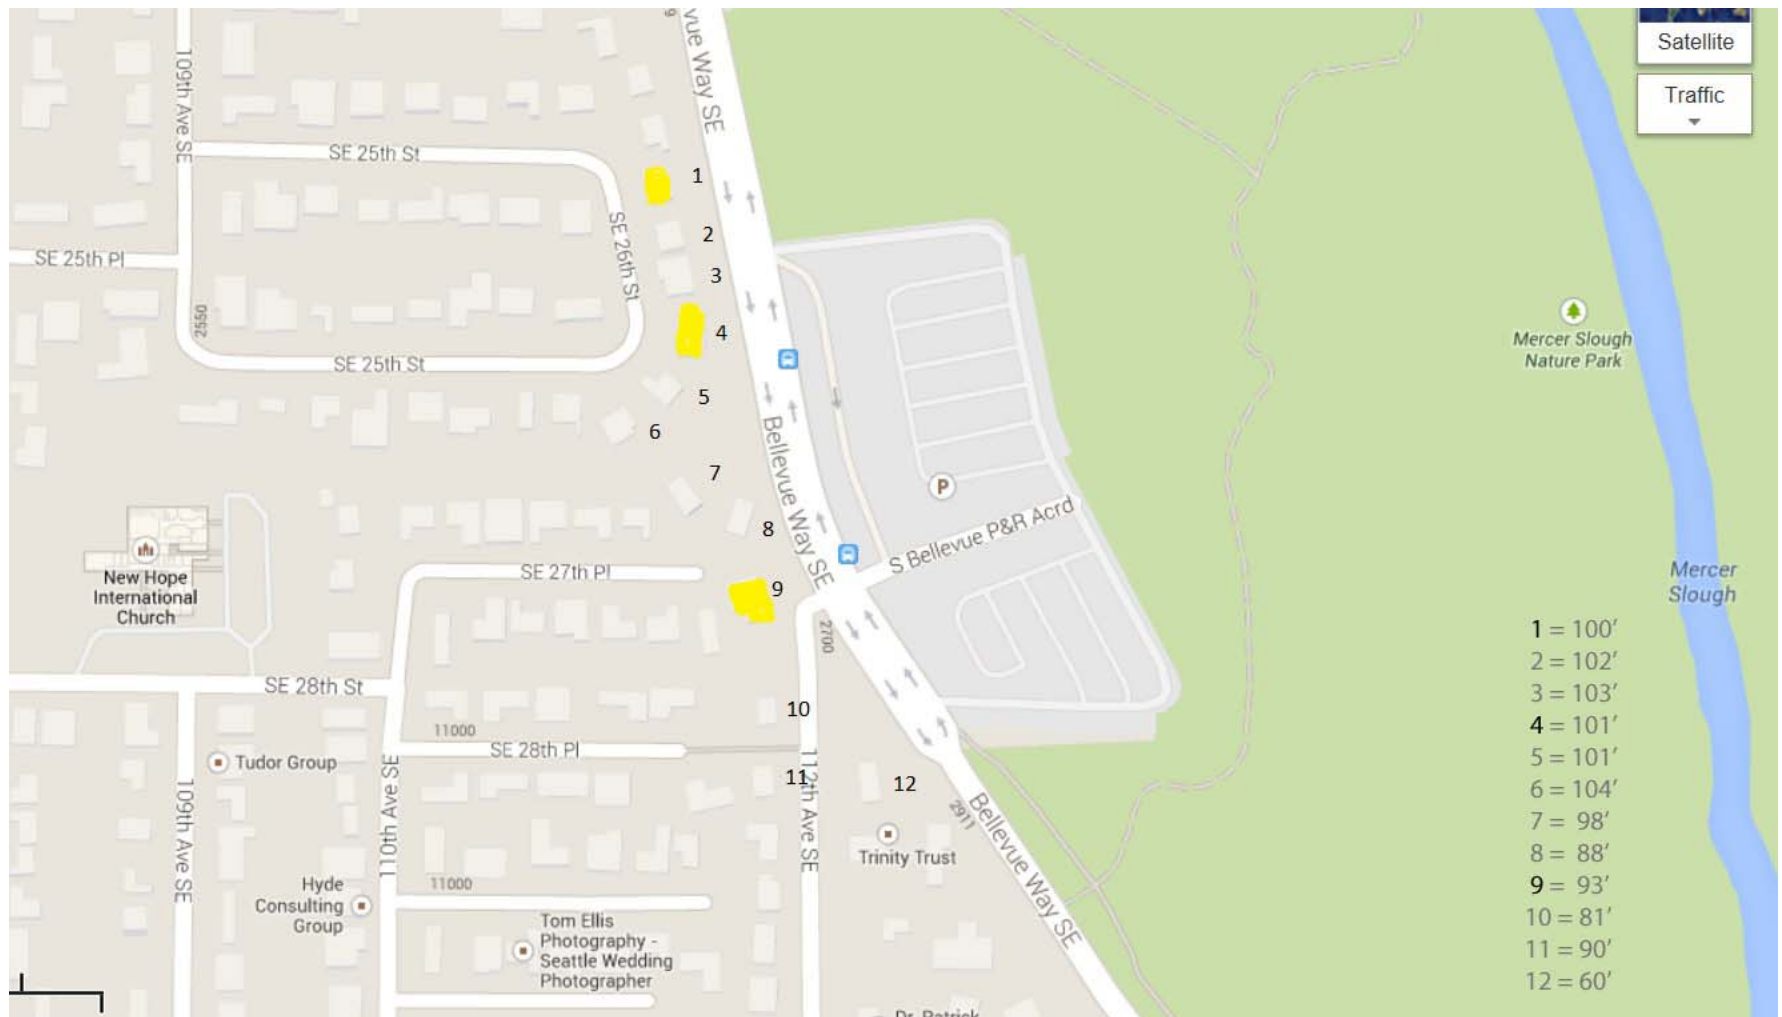 9
vue Way SE
Satellite
Traffic
109th Ave SE
SE 25th St
1
SE 26th St
2
SE 25th Pl
3
2550
4
Mercer Slough
Nature Park
SE 25th St
5
Bellevue Way SE
6
7
P
8
S Bellevue P&R Acrd
New Hope
International
Church
SE 27th Pl
9
2700
Mercer
Slough
SE 28th St
10
11000
SE 28th Pl
Tudor Group
11
112th Ave SE
12
109th Ave SE
110th Ave SE
2911
Bellevue Way SE
Trinity Trust
Hyde
Consulting
Group
11000
Tom Ellis
Photography -
Seattle Wedding
Photographer
Dr. Patrick
1 = 100'
2 = 102'
3 = 103'
4 = 101'
5 = 101'
6 = 104'
7 = 98'
8 = 88'
9 = 93'
10 = 81'
11 = 90'
12 = 60'